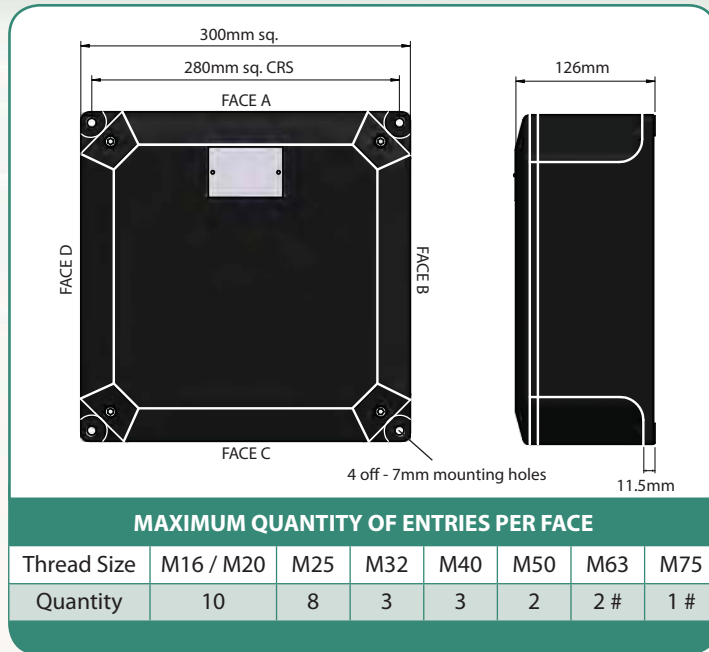 300mm sq.
280mm sq. CRS
126mm
FACE A
FACE D
FACE B
FACE C
4 off - 7mm mounting holes
11.5mm
MAXIMUM QUANTITY OF ENTRIES PER FACE
Thread Size M16 / M20 M25 M32 M40 M50 M63 M75
Quantity 10 8 3 3 2 2 # 1 #